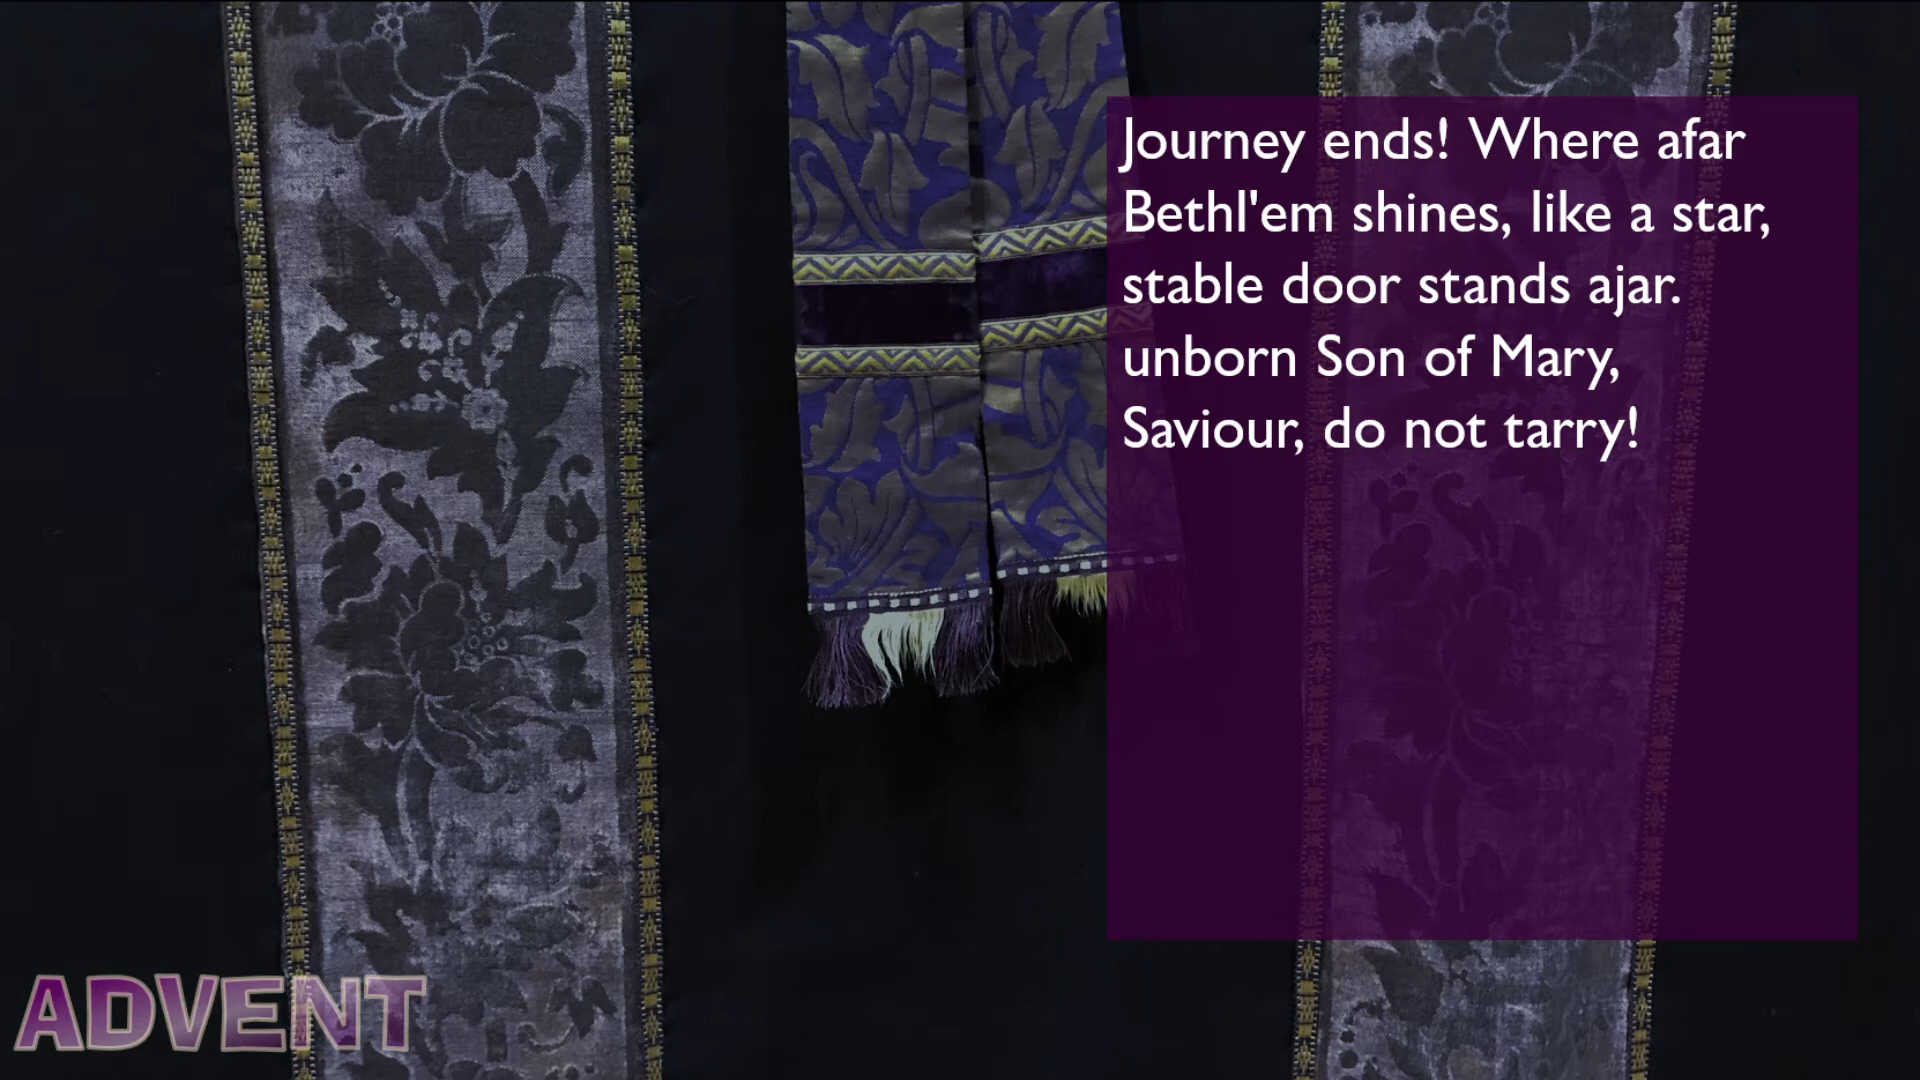 Journey ends! Where afar
Bethl'em shines, like a star,
stable door stands ajar.
unborn Son of Mary,
Saviour, do not tarry!
ADVENT